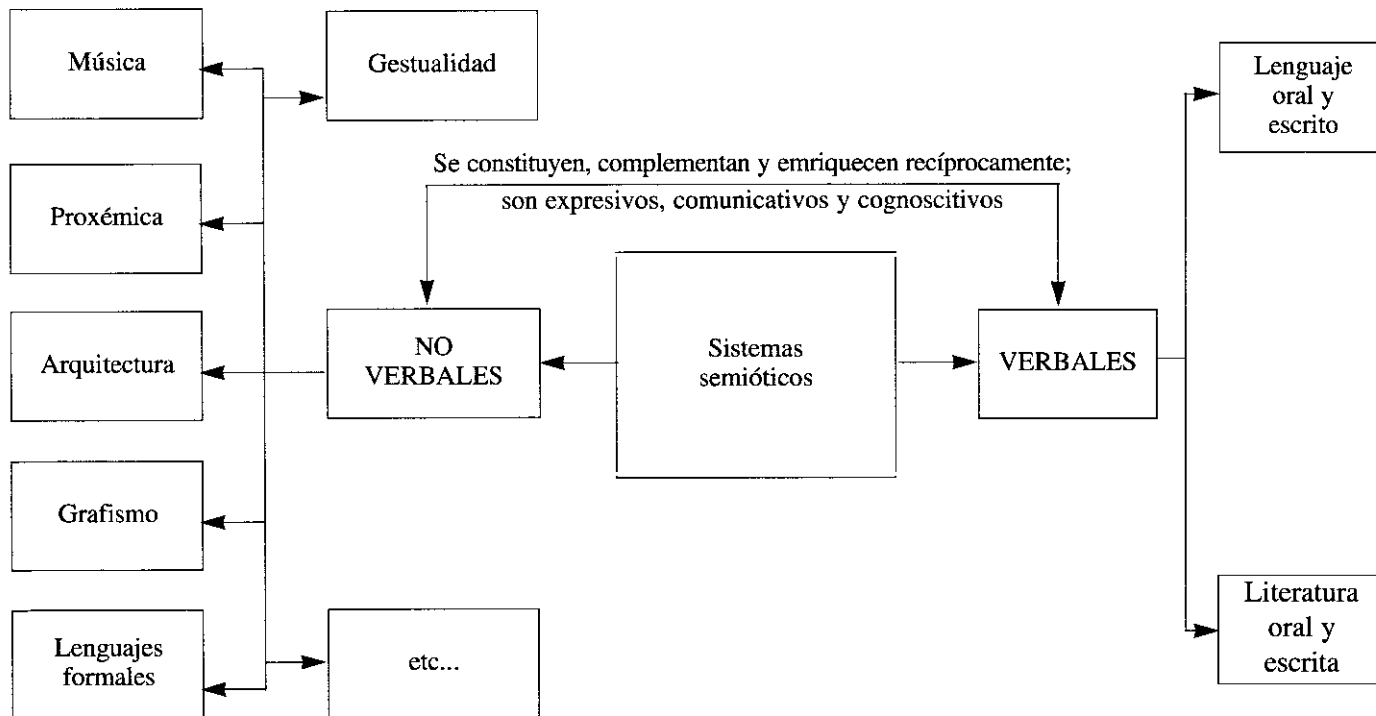 Música
Gestualidad
Lenguaje
oral y
escrito
Se constituyen, complementan y emriquecen recíprocamente;
son expresivos, comunicativos y cognoscitivos
Proxémica
Arquitectura
NO
VERBALES
Sistemas
semióticos
VERBALES
Grafismo
Lenguajes
formales
etc...
Literatura
oral y
escrita